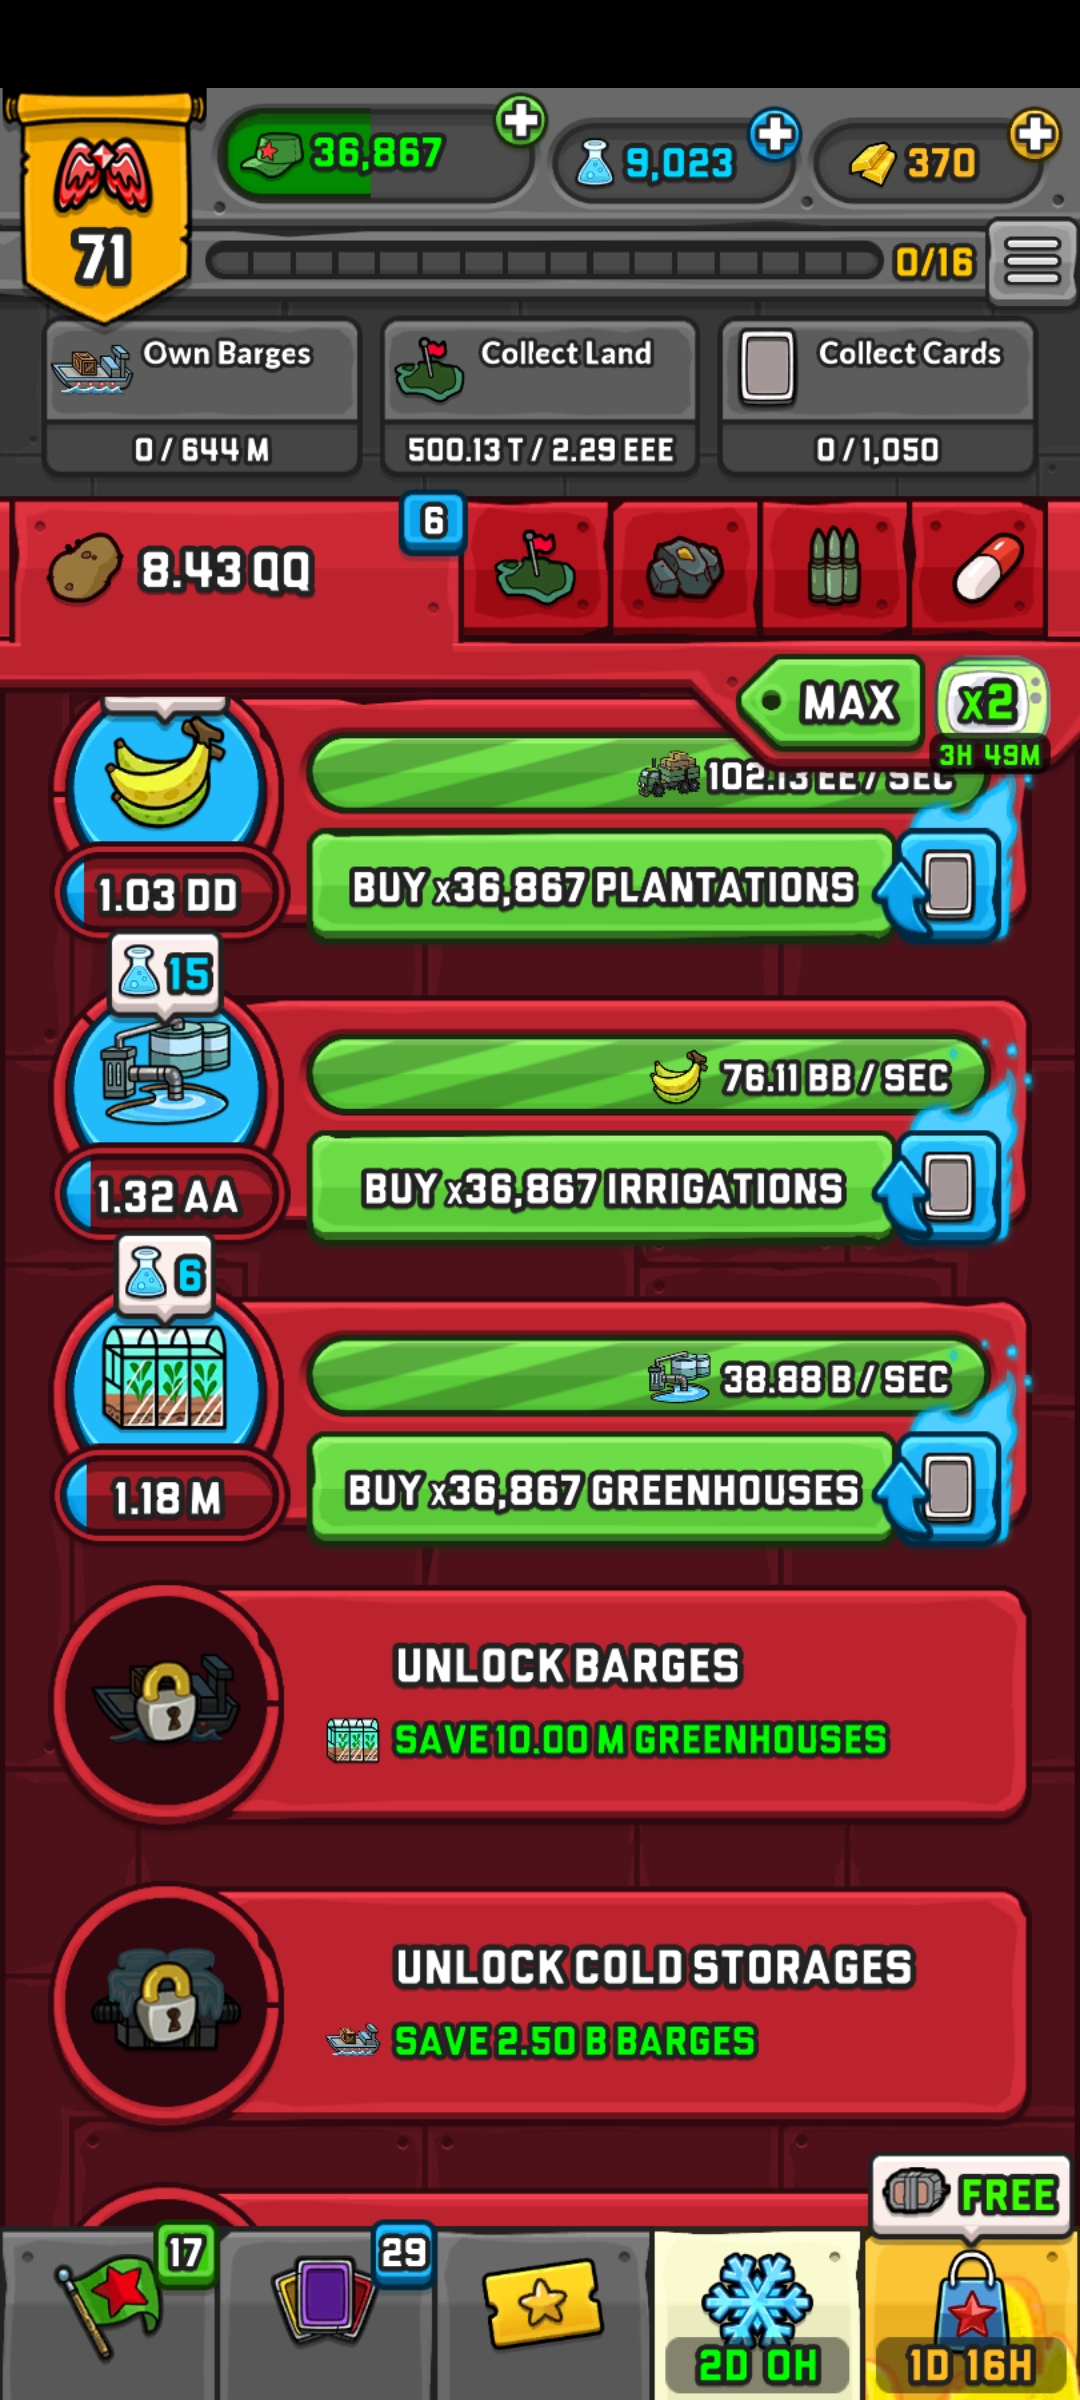 36,867
9,023
370
71
0/16
Own Barges
Collect Land
Collect Cards
0 / 644 M
500.13 T / 2.29 EEE
0 / 1,050
6
8.43 QQ
MAX
x2
3H 49M
102.13 EE / SEC
BUY x36,867 PLANTATIONS
1.03 DD
15
76.11 BB / SEC
BUY x36,867 IRRIGATIONS
1.32 AA
6
38.88 B / SEC
BUY x36,867 GREENHOUSES
1.18 M
UNLOCK BARGES
SAVE 10.00 M GREENHOUSES
UNLOCK COLD STORAGES
SAVE 2.50 B BARGES
FREE
17
29
2D 0H
1D 16H